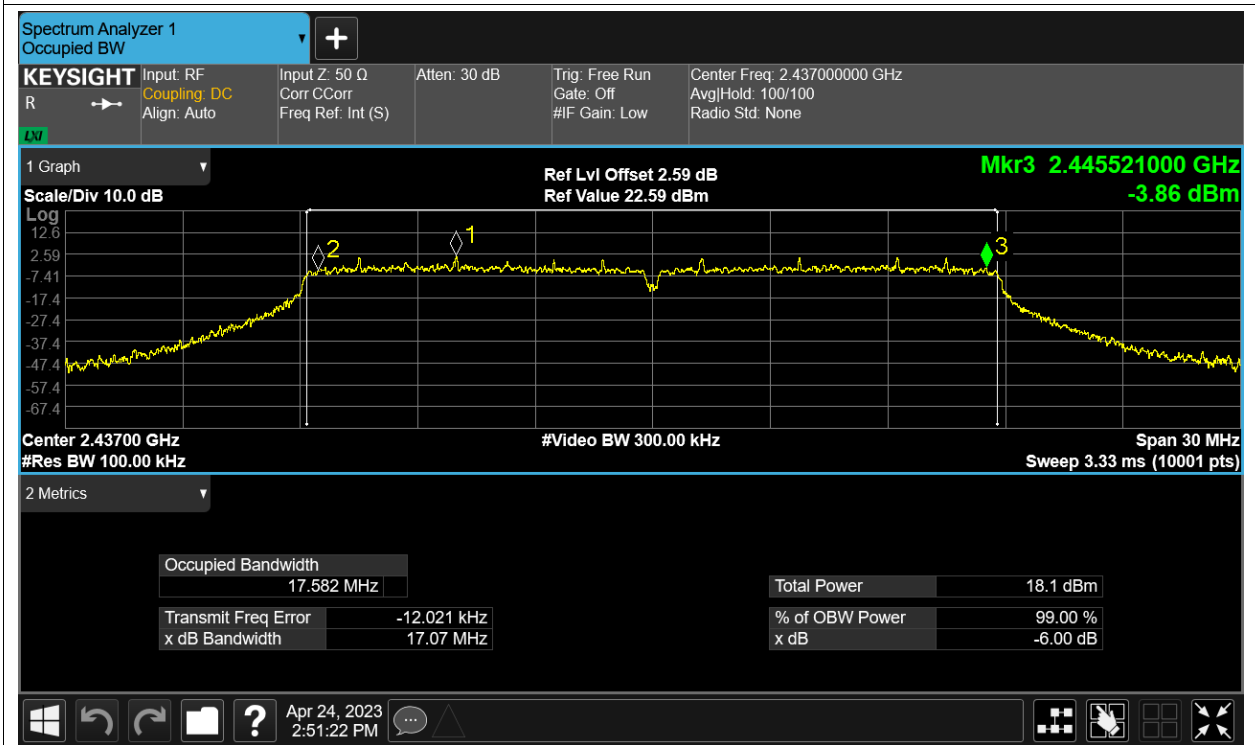 Spectrum Analyzer 1
Occupied BW
KEYSIGHT
R
LXI
Input: RF
Coupling: DC
Align: Auto
Input Z: 50 Ω
Corr CCorr
Freq Ref: Int (S)
Atten: 30 dB
Trig: Free Run
Gate: Off
#IF Gain: Low
Center Freq: 2.437000000 GHz
Avg|Hold: 100/100
Radio Std: None
1 Graph
Scale/Div 10.0 dB
Ref Lvl Offset 2.59 dB
Ref Value 22.59 dBm
Mkr3 2.445521000 GHz
-3.86 dBm
Log
12.6
2.59
-7.41
-17.4
-27.4
-37.4
-47.4
-57.4
-67.4
2
1
3
Center 2.43700 GHz
#Video BW 300.00 kHz
Span 30 MHz
#Res BW 100.00 kHz
Sweep 3.33 ms (10001 pts)
2 Metrics
Occupied Bandwidth
17.582 MHz
Transmit Freq Error -12.021 kHz
x dB Bandwidth 17.07 MHz
Total Power 18.1 dBm
% of OBW Power 99.00 %
x dB -6.00 dB
?
Apr 24, 2023
2:51:22 PM